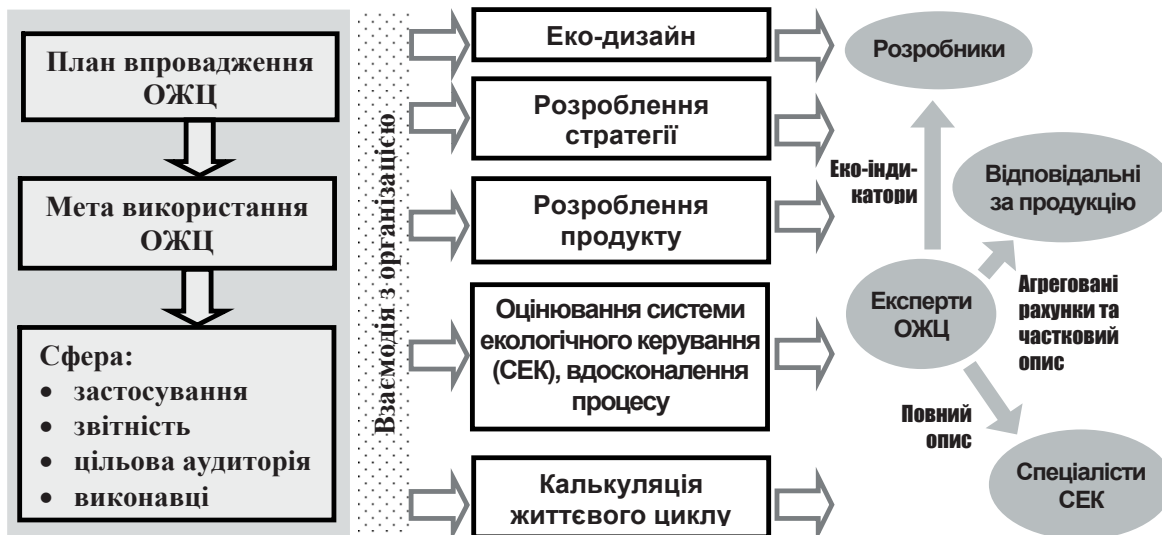 План впровадження
ОЖЦ
Мета використання
ОЖЦ
Сфера:
• застосування
• звітність
• цільова аудиторія
• виконавці
Взаємодія з організацією
Еко-дизайн
Розроблення
стратегії
Розроблення
продукту
Оцінювання системи
екологічного керування
(СЕК), вдосконалення
процесу
Калькуляція
життєвого циклу
Розробники
Еко-інди-
катори
Відповідальні
за продукцію
Експерти
ОЖЦ
Агреговані
рахунки та
частковий
опис
Повний
опис
Спеціалісти
СЕК